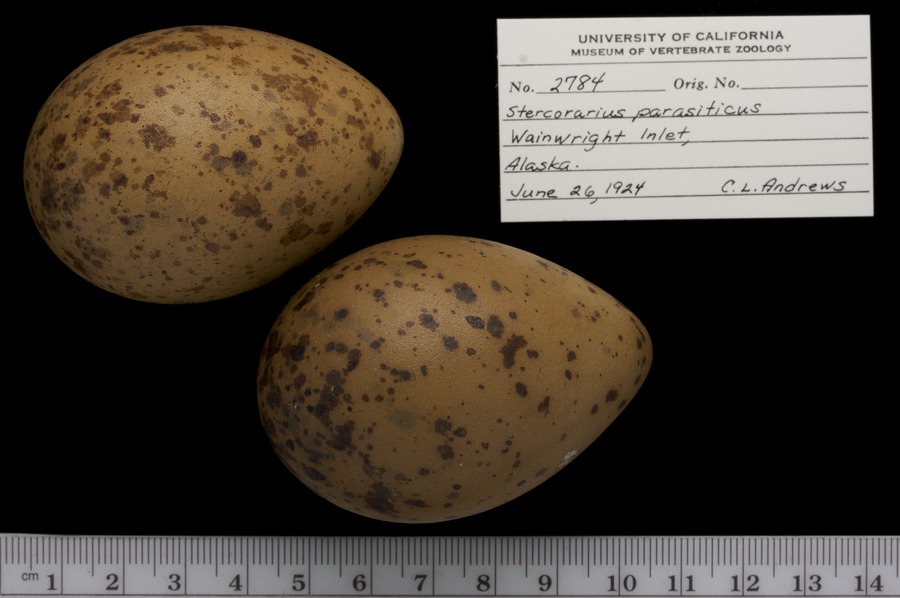 UNIVERSITY OF CALIFORNIA
MUSEUM OF VERTEBRATE ZOOLOGY
No. 2784 Orig. No.
Stercorarius parasiticus
Wainwright Inlet,
Alaska.
June 26, 1924 C. L. Andrews
cm 1 2 3 4 5 6 7 8 9 10 11 12 13 14